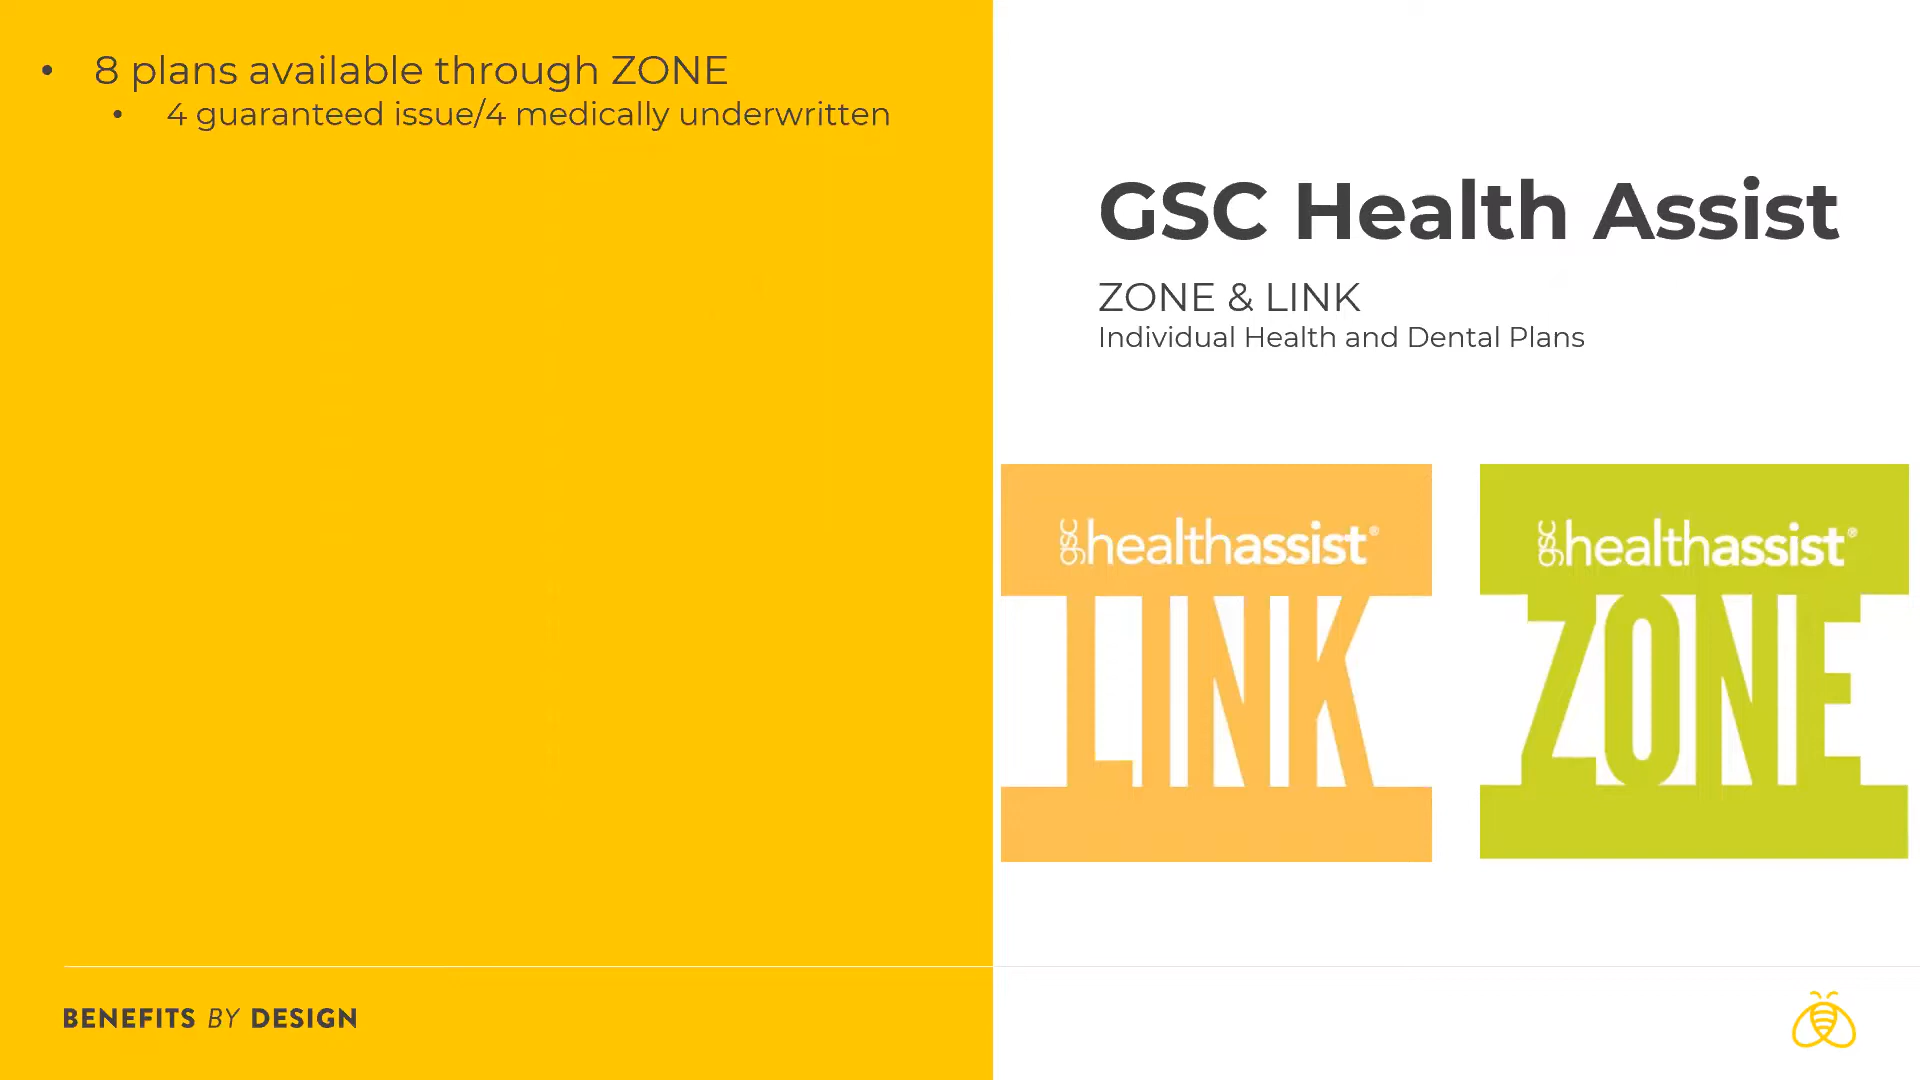 • 8 plans available through ZONE
• 4 guaranteed issue/4 medically underwritten
GSC Health Assist
ZONE & LINK
Individual Health and Dental Plans
gsc healthassist®
LINK
gsc healthassist®
ZONE
BENEFITS BY DESIGN